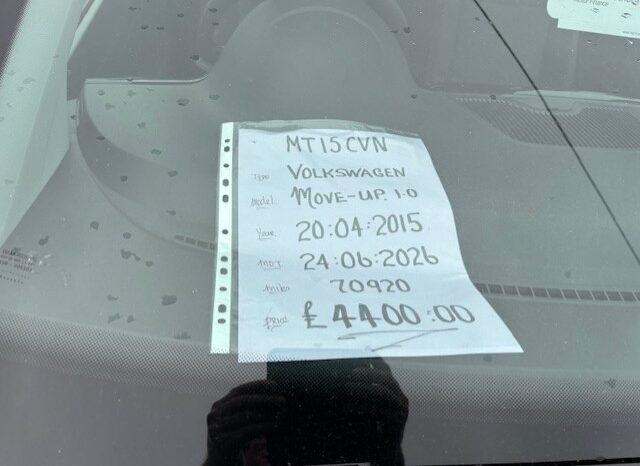 MT15CVN
Type VOLKSWAGEN
Model MOVE-UP. 1.0
Year 20:04:2015
M.O.T 24:06:2026
Miles 70920
Price £4400:00